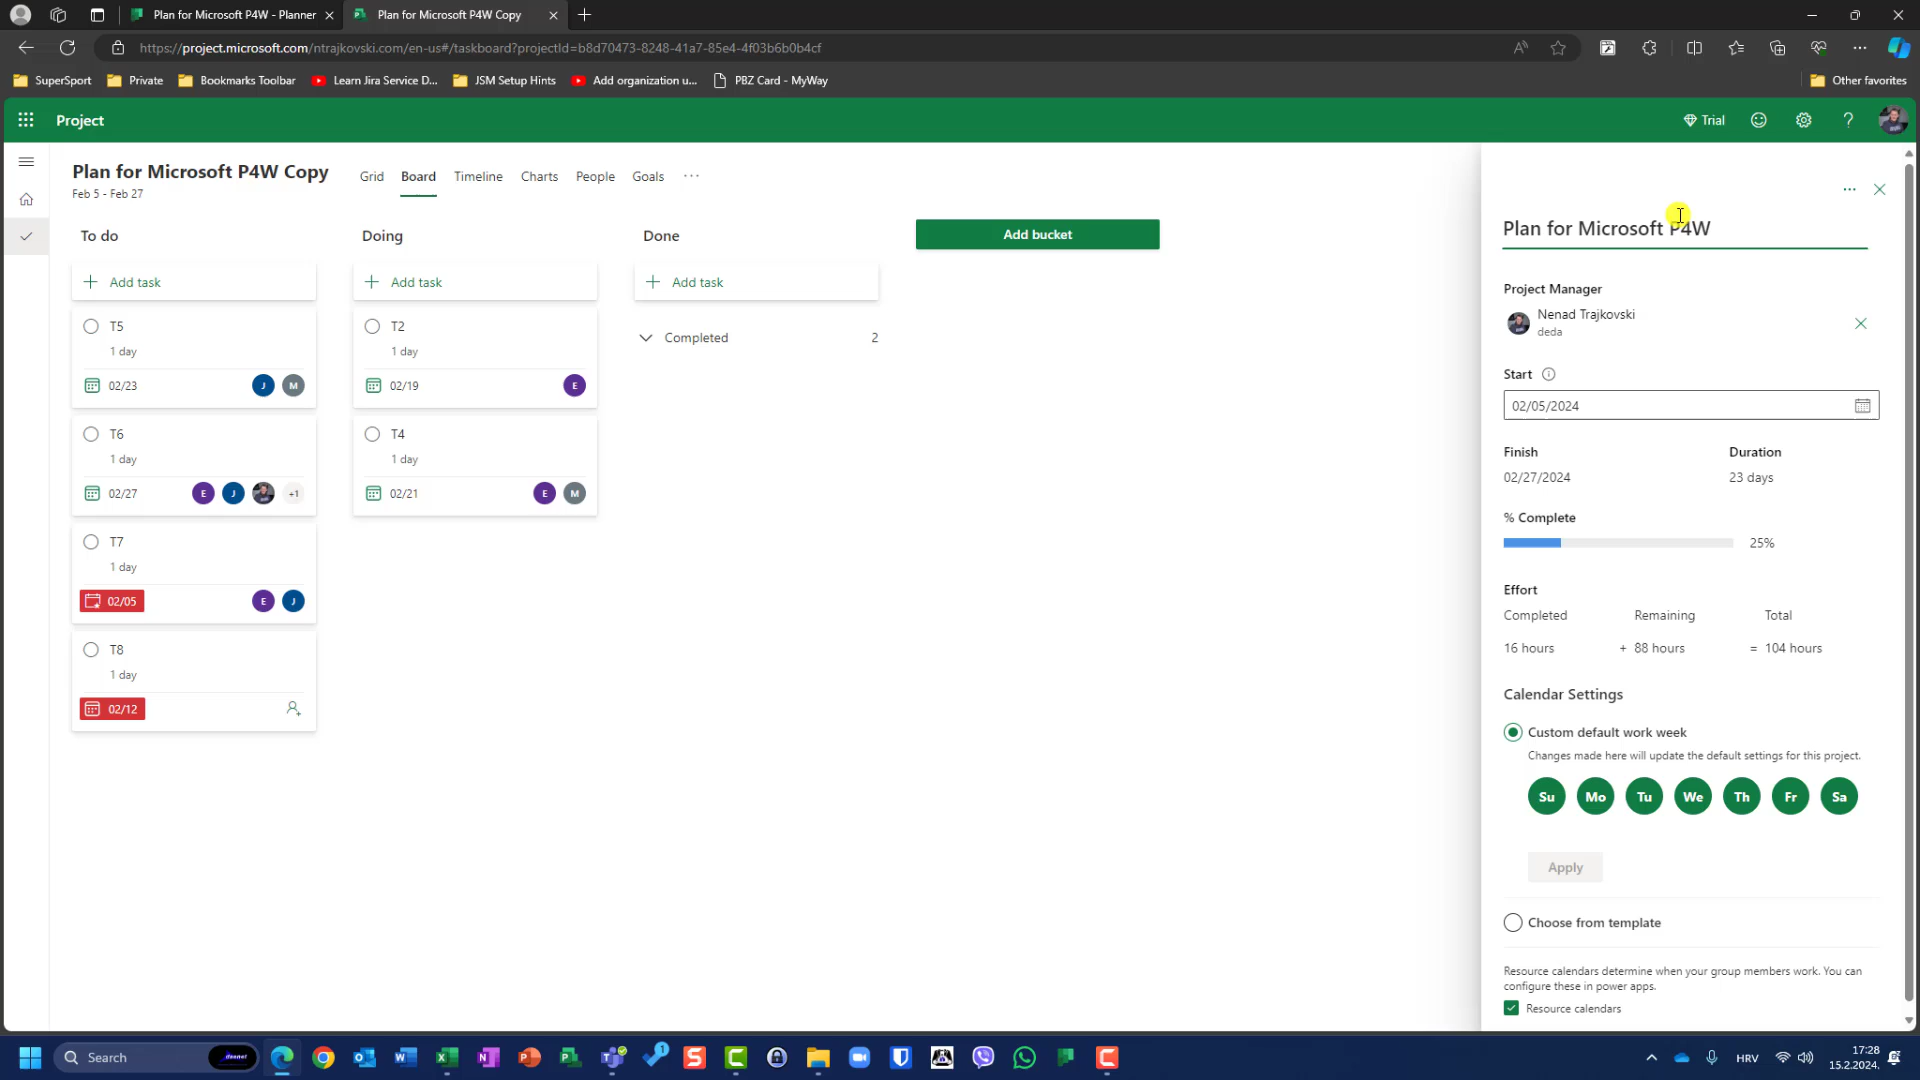 Plan for Microsoft P4W - Planner
Plan for Microsoft P4W Copy
https://project.microsoft.com/ntrajkovski.com/en-us#/taskboard?projectId=b8d70473-8248-41a7-85e4-4f03b6b0b4cf
SuperSport
Private
Bookmarks Toolbar
Learn Jira Service D...
JSM Setup Hints
Add organization u...
PBZ Card - MyWay
Other favorites
Project
Trial
Plan for Microsoft P4W Copy
Feb 5 - Feb 27
Grid
Board
Timeline
Charts
People
Goals
To do
Add task
T5
1 day
02/23
J
M
T6
1 day
02/27
E
J
+1
T7
1 day
02/05
E
J
T8
1 day
02/12
Doing
Add task
T2
1 day
02/19
E
T4
1 day
02/21
E
M
Done
Add task
Completed
2
Add bucket
Plan for Microsoft P4W
Project Manager
Nenad Trajkovski
deda
Start
02/05/2024
Finish
Duration
02/27/2024
23 days
% Complete
25%
Effort
Completed
Remaining
Total
16 hours
+ 88 hours
= 104 hours
Calendar Settings
Custom default work week
Changes made here will update the default settings for this project.
Su
Mo
Tu
We
Th
Fr
Sa
Apply
Choose from template
Resource calendars determine when your group members work. You can
configure these in power apps.
Resource calendars
Search
HRV
17:28
15.2.2024.